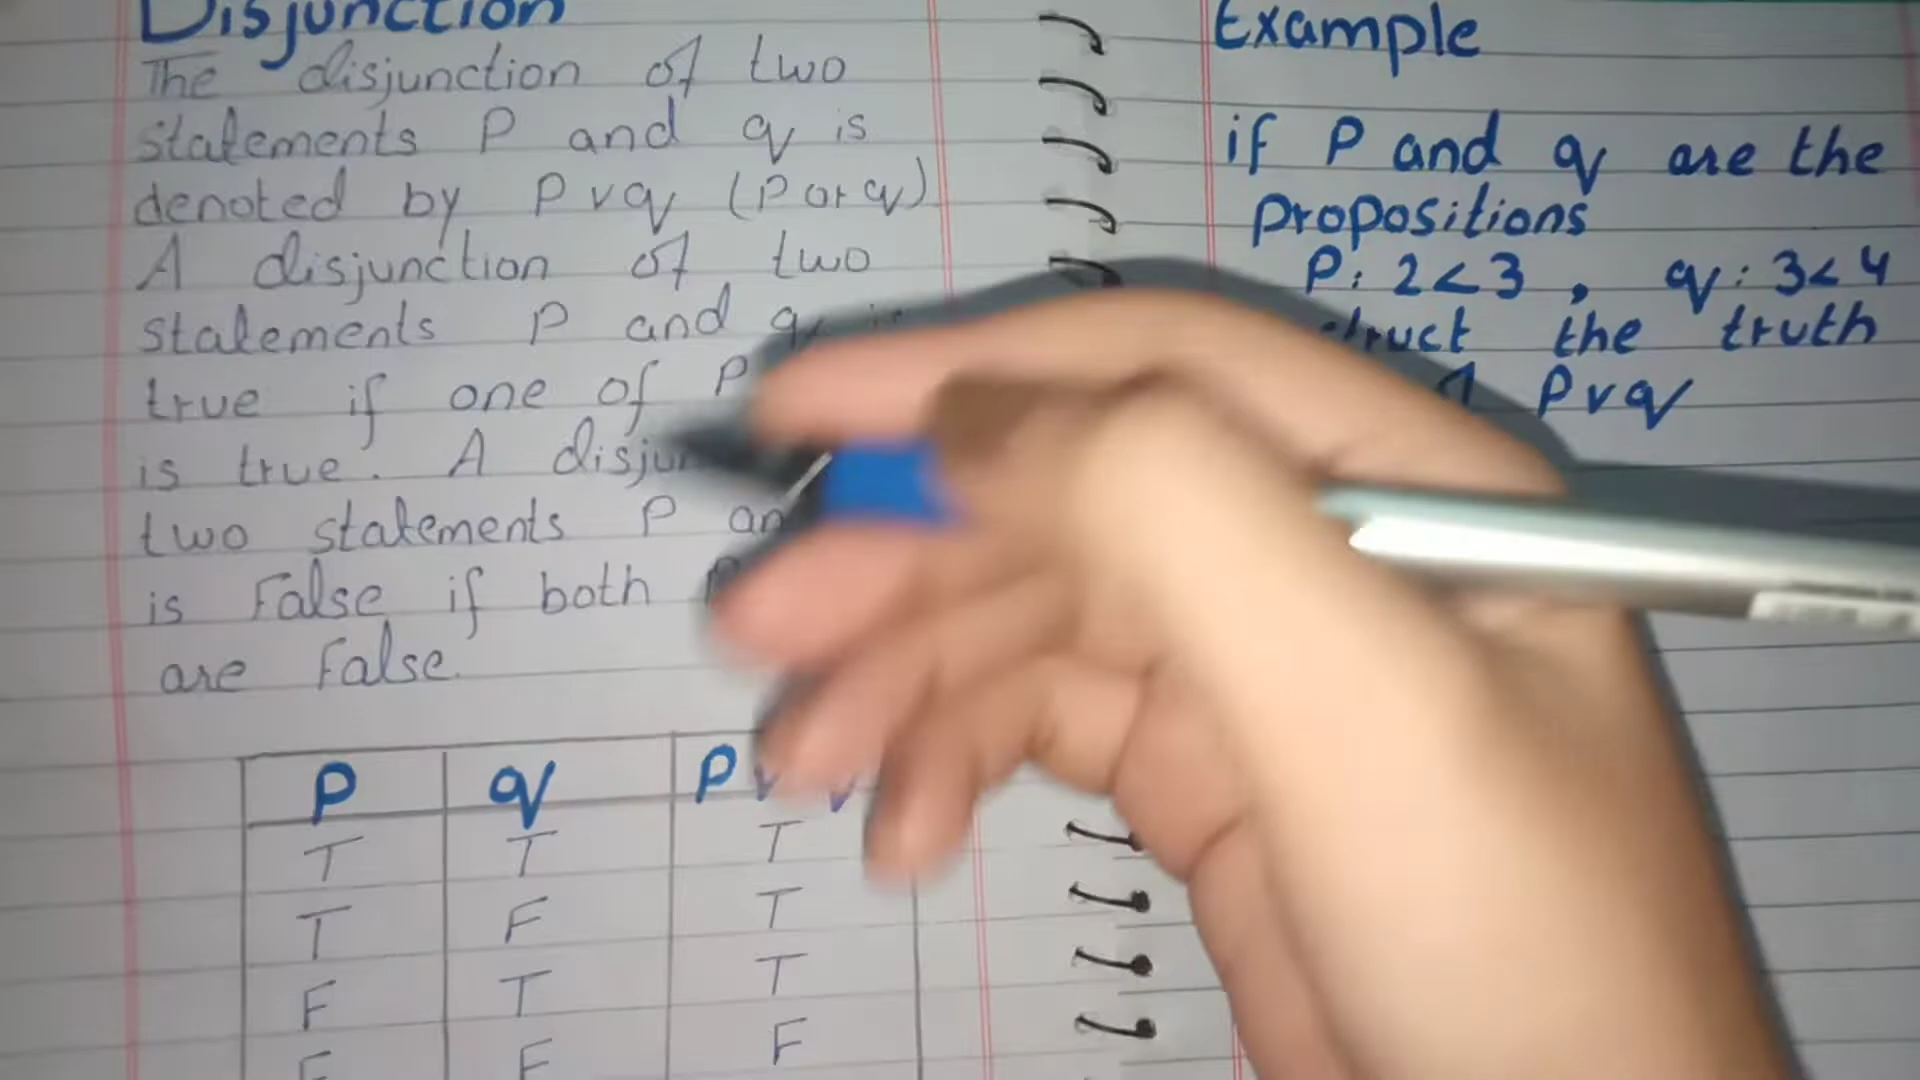 Disjunction
The disjunction of two
statements P and q is
denoted by P v q (P or q)
A disjunction of two
statements P and q is
true if one of P
is true. A
two statements P
is False if both
are False.
P q P v q
T T T
T F T
F T T
F F F
Example
if P and q are the
propositions
P: 2<3 , q: 3<4
the truth
P v q